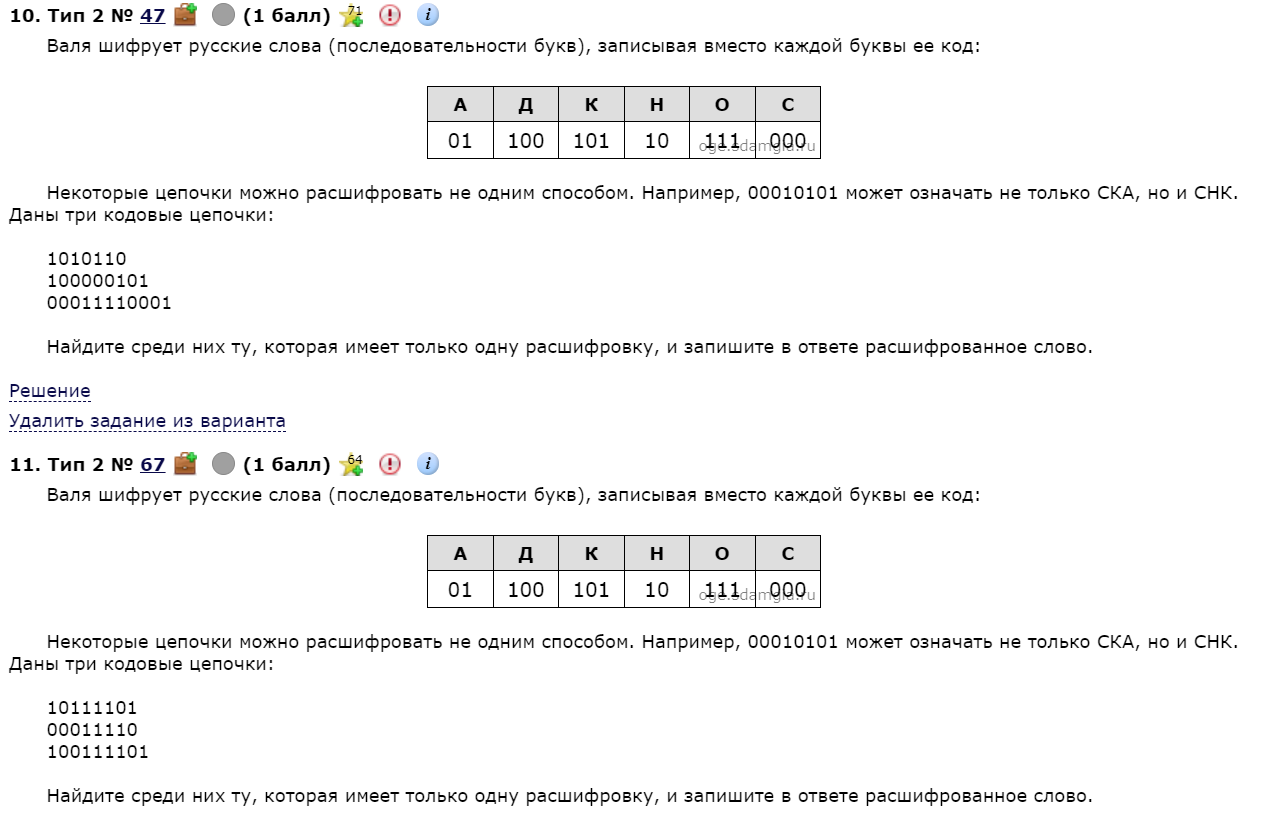 10. Тип 2 № 47 (1 балл) 71
Валя шифрует русские слова (последовательности букв), записывая вместо каждой буквы ее код:
А Д К Н О С
01 100 101 10 111 000
oge.sdamgia.ru
Некоторые цепочки можно расшифровать не одним способом. Например, 00010101 может означать не только СКА, но и СНК.
Даны три кодовые цепочки:
1010110
100000101
00011110001
Найдите среди них ту, которая имеет только одну расшифровку, и запишите в ответе расшифрованное слово.
Решение
Удалить задание из варианта
11. Тип 2 № 67 (1 балл) 64
Валя шифрует русские слова (последовательности букв), записывая вместо каждой буквы ее код:
А Д К Н О С
01 100 101 10 111 000
oge.sdamgia.ru
Некоторые цепочки можно расшифровать не одним способом. Например, 00010101 может означать не только СКА, но и СНК.
Даны три кодовые цепочки:
10111101
00011110
100111101
Найдите среди них ту, которая имеет только одну расшифровку, и запишите в ответе расшифрованное слово.